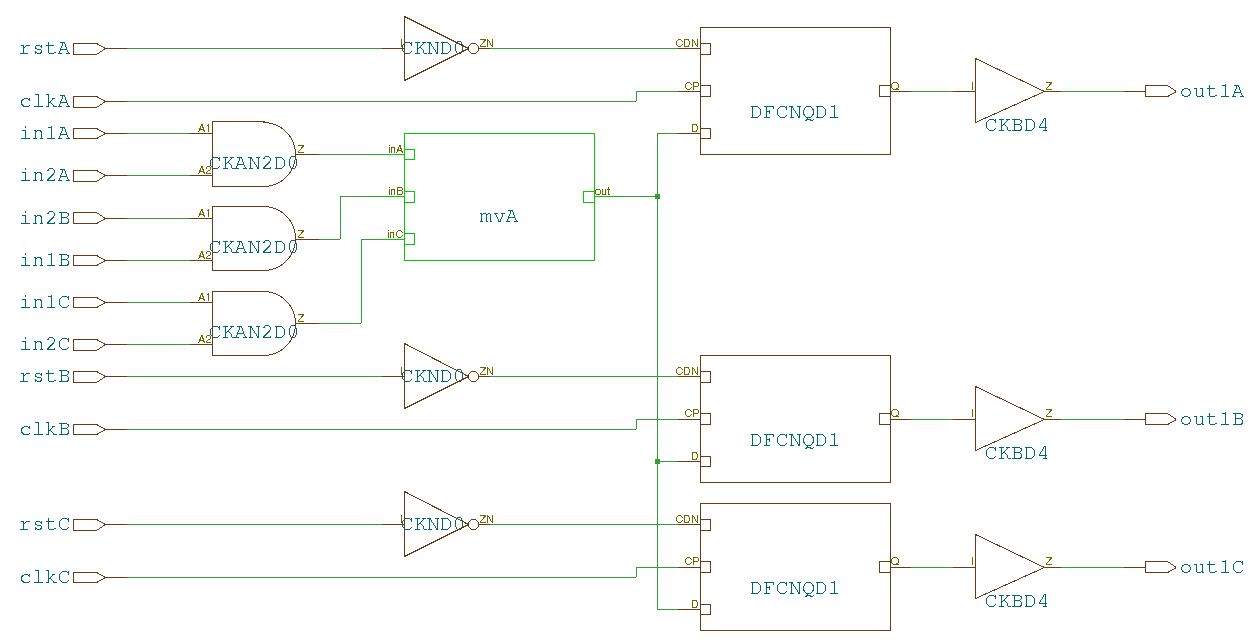 rstA I CKND0 ZN CDN
clkA CP DFCNQD1 Q I Z out1A
CKBD4
in1A A1 D
CKAN2D0 Z inA
in2A A2
inB mvA out
in2B A1
CKAN2D0 Z inC
in1B A2
in1C A1
CKAN2D0 Z
in2C A2
rstB I CKND0 ZN CDN
clkB CP DFCNQD1 Q I Z out1B
CKBD4
D
rstC I CKND0 ZN CDN
clkC CP DFCNQD1 Q I Z out1C
CKBD4
D